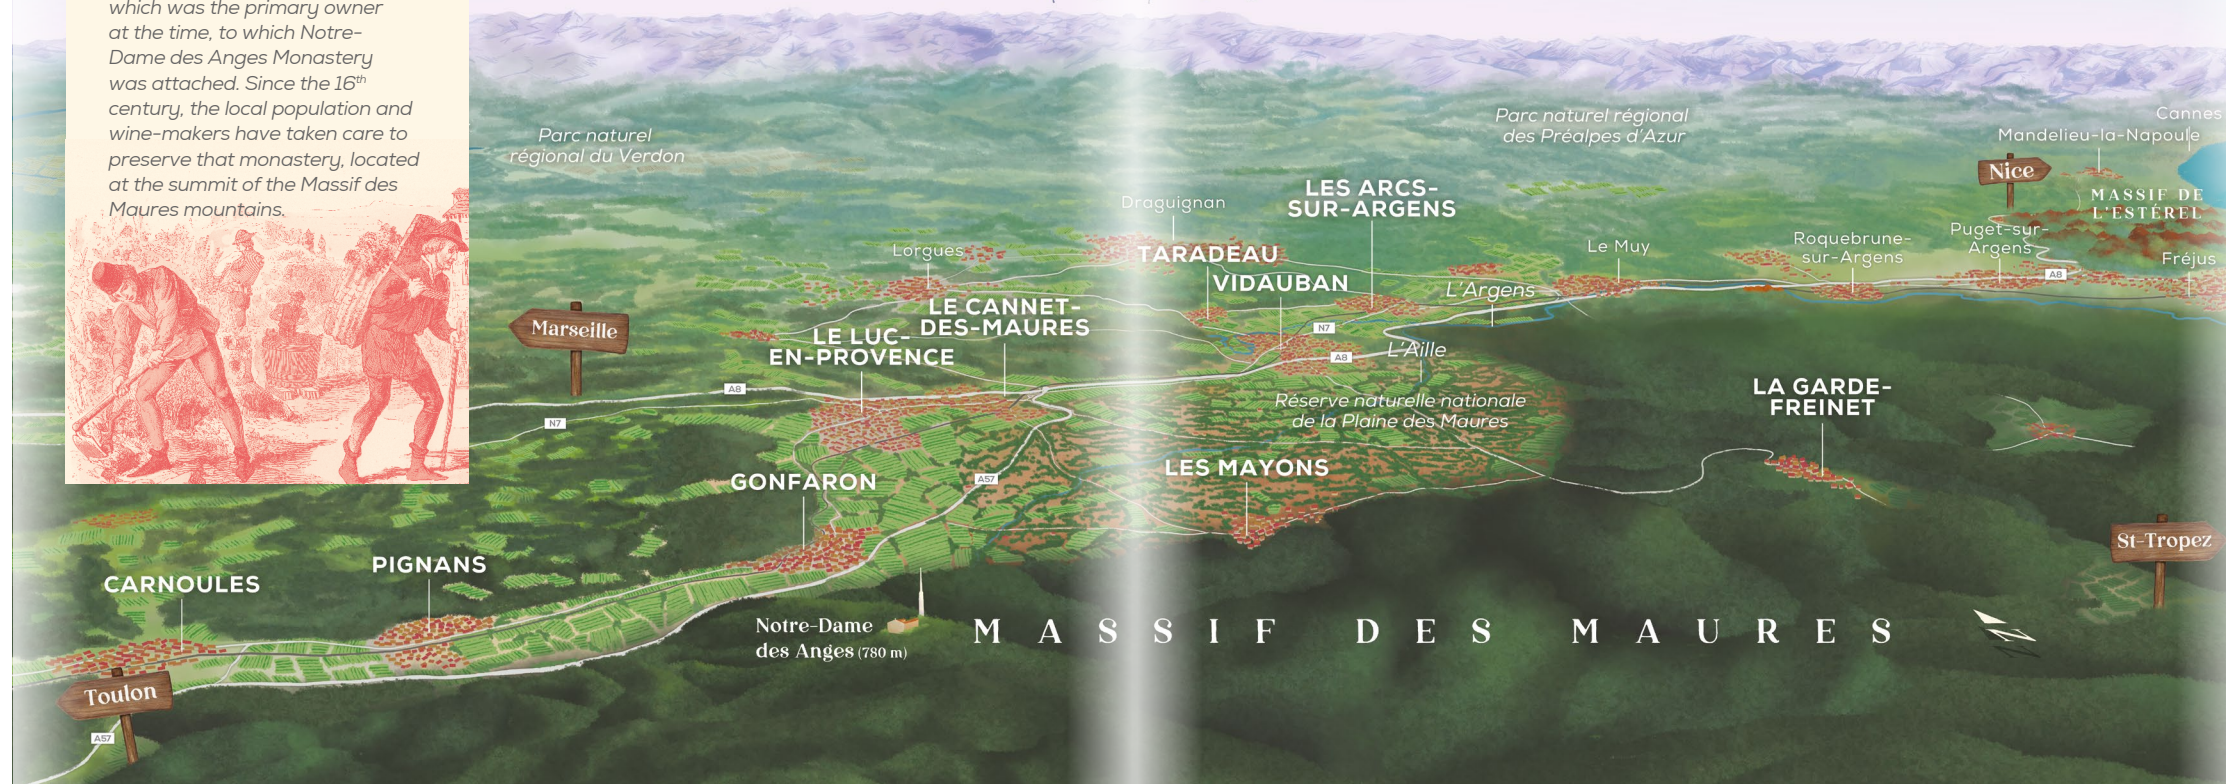 which was the primary owner
at the time, to which Notre-
Dame des Anges Monastery
was attached. Since the 16th
century, the local population and
wine-makers have taken care to
preserve that monastery, located
at the summit of the Massif des
Maures mountains.
Parc naturel
régional du Verdon
Parc naturel régional
des Préalpes d'Azur
Cannes
Mandelieu-la-Napoule
Nice
MASSIF DE
L'ESTÉREL
Draguignan
LES ARCS-
SUR-ARGENS
Lorgues
TARADEAU
VIDAUBAN
Le Muy
Roquebrune-
sur-Argens
Puget-sur-
Argens
A8
Fréjus
L'Argens
Marseille
LE CANNET-
DES-MAURES
LE LUC-
EN-PROVENCE
N7
A8
L'Aille
A8
N7
Réserve naturelle nationale
de la Plaine des Maures
LA GARDE-
FREINET
GONFARON
A57
LES MAYONS
St-Tropez
PIGNANS
CARNOULES
Notre-Dame
des Anges (780 m)
MASSIF DES MAURES
Toulon
A57